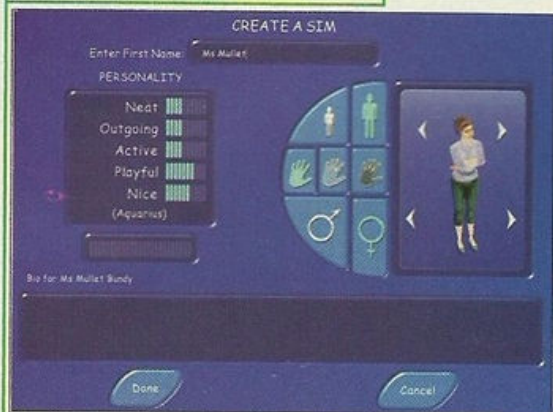 CREATE A SIM
Enter First Name: Ms Mullet
PERSONALITY
Neat
Outgoing
Active
Playful
Nice
(Aquarius)
Bio for Ms Mullet Bundy
Done
Cancel